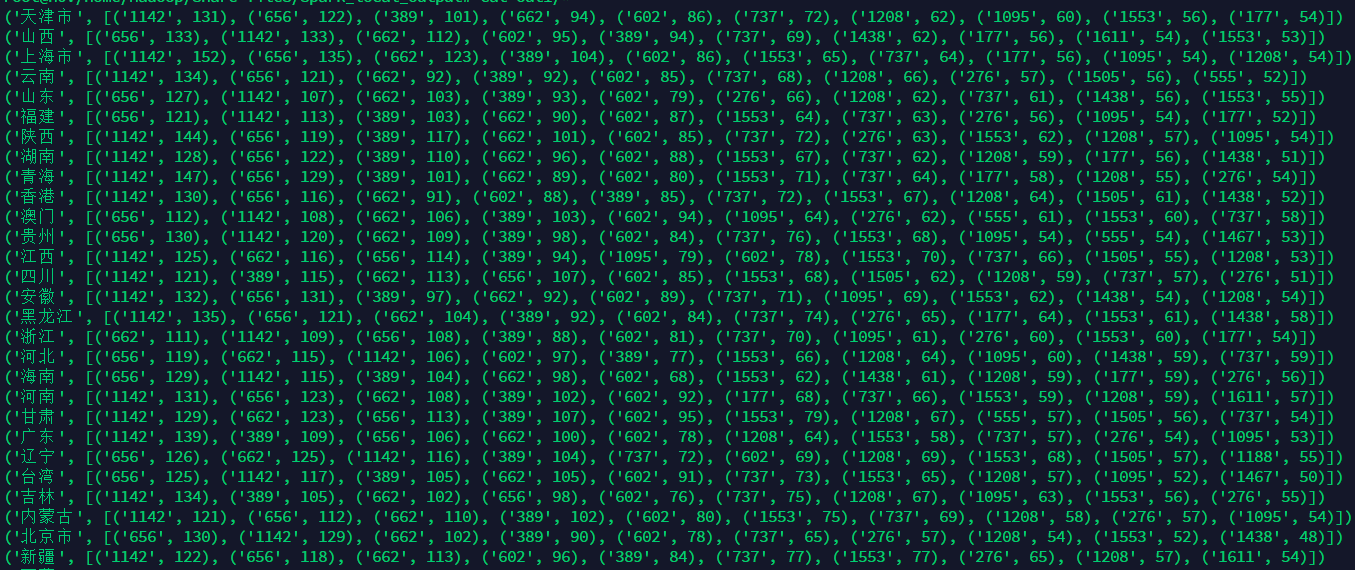 ('天津市', [('1142', 131), ('656', 122), ('389', 101), ('662', 94), ('602', 86), ('737', 72), ('1208', 62), ('1095', 60), ('1553', 56), ('177', 54)])
('山西', [('656', 133), ('1142', 133), ('662', 112), ('602', 95), ('389', 94), ('737', 69), ('1438', 62), ('177', 56), ('1611', 54), ('1553', 53)])
('上海市', [('1142', 152), ('656', 135), ('662', 123), ('389', 104), ('602', 86), ('1553', 65), ('737', 64), ('177', 56), ('1095', 54), ('1208', 54)])
('云南', [('1142', 134), ('656', 121), ('662', 92), ('389', 92), ('602', 85), ('737', 68), ('1208', 66), ('276', 57), ('1505', 56), ('555', 52)])
('山东', [('656', 127), ('1142', 107), ('662', 103), ('389', 93), ('602', 79), ('276', 66), ('1208', 62), ('737', 61), ('1438', 56), ('1553', 55)])
('福建', [('656', 121), ('1142', 113), ('389', 103), ('662', 90), ('602', 87), ('1553', 64), ('737', 63), ('276', 56), ('1095', 54), ('177', 52)])
('陕西', [('1142', 144), ('656', 119), ('389', 117), ('662', 101), ('602', 85), ('737', 72), ('276', 63), ('1553', 62), ('1208', 57), ('1095', 54)])
('湖南', [('1142', 128), ('656', 122), ('389', 110), ('662', 96), ('602', 88), ('1553', 67), ('737', 62), ('1208', 59), ('177', 56), ('1438', 51)])
('青海', [('1142', 147), ('656', 129), ('389', 101), ('662', 89), ('602', 80), ('1553', 71), ('737', 64), ('177', 58), ('1208', 55), ('276', 54)])
('香港', [('1142', 130), ('656', 116), ('662', 91), ('602', 88), ('389', 85), ('737', 72), ('1553', 67), ('1208', 64), ('1505', 61), ('1438', 52)])
('澳门', [('656', 112), ('1142', 108), ('662', 106), ('389', 103), ('602', 94), ('1095', 64), ('276', 62), ('555', 61), ('1553', 60), ('737', 58)])
('贵州', [('656', 130), ('1142', 120), ('662', 109), ('389', 98), ('602', 84), ('737', 76), ('1553', 68), ('1095', 54), ('555', 54), ('1467', 53)])
('江西', [('1142', 125), ('662', 116), ('656', 114), ('389', 94), ('1095', 79), ('602', 78), ('1553', 70), ('737', 66), ('1505', 55), ('1208', 53)])
('四川', [('1142', 121), ('389', 115), ('662', 113), ('656', 107), ('602', 85), ('1553', 68), ('1505', 62), ('1208', 59), ('737', 57), ('276', 51)])
('安徽', [('1142', 132), ('656', 131), ('389', 97), ('662', 92), ('602', 89), ('737', 71), ('1095', 69), ('1553', 62), ('1438', 54), ('1208', 54)])
('黑龙江', [('1142', 135), ('656', 121), ('662', 104), ('389', 92), ('602', 84), ('737', 74), ('276', 65), ('177', 64), ('1553', 61), ('1438', 58)])
('浙江', [('662', 111), ('1142', 109), ('656', 108), ('389', 88), ('602', 81), ('737', 70), ('1095', 61), ('276', 60), ('1553', 60), ('177', 54)])
('河北', [('656', 119), ('662', 115), ('1142', 106), ('602', 97), ('389', 77), ('1553', 66), ('1208', 64), ('1095', 60), ('1438', 59), ('737', 59)])
('海南', [('656', 129), ('1142', 115), ('389', 104), ('662', 98), ('602', 68), ('1553', 62), ('1438', 61), ('1208', 59), ('177', 59), ('276', 56)])
('河南', [('1142', 131), ('656', 123), ('662', 108), ('389', 102), ('602', 92), ('177', 68), ('737', 66), ('1553', 59), ('1208', 59), ('1611', 57)])
('甘肃', [('1142', 129), ('662', 123), ('656', 113), ('389', 107), ('602', 95), ('1553', 79), ('1208', 67), ('555', 57), ('1505', 56), ('737', 54)])
('广东', [('1142', 139), ('389', 109), ('656', 106), ('662', 100), ('602', 78), ('1208', 64), ('1553', 58), ('737', 57), ('276', 54), ('1095', 53)])
('辽宁', [('656', 126), ('662', 125), ('1142', 116), ('389', 104), ('737', 72), ('602', 69), ('1208', 69), ('1553', 68), ('1505', 57), ('1188', 55)])
('台湾', [('656', 125), ('1142', 117), ('389', 105), ('662', 105), ('602', 91), ('737', 73), ('1553', 65), ('1208', 57), ('1095', 52), ('1467', 50)])
('吉林', [('1142', 134), ('389', 105), ('662', 102), ('656', 98), ('602', 76), ('737', 75), ('1208', 67), ('1095', 63), ('1553', 56), ('276', 55)])
('内蒙古', [('1142', 121), ('656', 112), ('662', 110), ('389', 102), ('602', 80), ('1553', 75), ('737', 69), ('1208', 58), ('276', 57), ('1095', 54)])
('北京市', [('656', 130), ('1142', 129), ('662', 102), ('389', 90), ('602', 78), ('737', 65), ('276', 57), ('1208', 54), ('1553', 52), ('1438', 48)])
('新疆', [('1142', 122), ('656', 118), ('662', 113), ('602', 96), ('389', 84), ('737', 77), ('1553', 77), ('276', 65), ('1208', 57), ('1611', 54)])